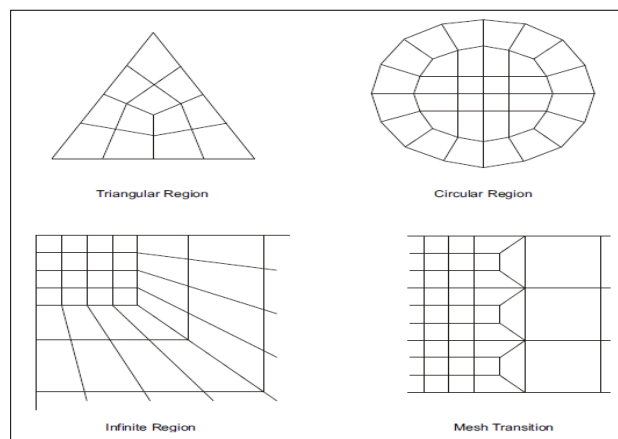 Triangular Region
Circular Region
Infinite Region
Mesh Transition